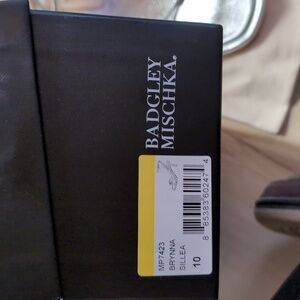 BADGLEY
MISCHKA®
MP7423
BRYNNA
SILLEA
10
8 85383 60247 4